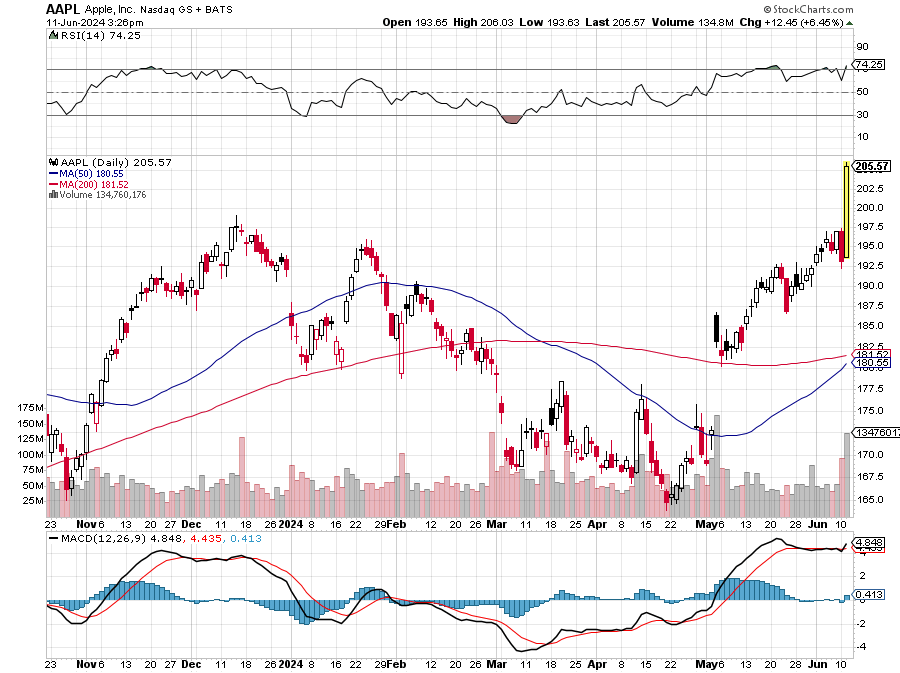 AAPL Apple, Inc. Nasdaq GS + BATS © StockCharts.com
11-Jun-2024 3:26pm Open 193.65 High 206.03 Low 193.63 Last 205.57 Volume 134.8M Chg +12.45 (+6.45%)
RSI(14) 74.25
90
74.25
70
50
30
10
AAPL (Daily) 205.57
MA(50) 180.55
MA(200) 181.52
Volume 134,760,176
205.57
202.5
200.0
197.5
195.0
192.5
190.0
187.5
185.0
182.5
181.52
180.55
177.5
175.0
13476017
170.0
167.5
165.0
175M
150M
125M
100M
75M
50M
25M
23 Nov 6 13 20 27 Dec 11 18 26 2024 8 16 22 29 Feb 12 20 26 Mar 11 18 25 Apr 8 15 22 May 6 13 20 28 Jun 10
MACD(12,26,9) 4.848, 4.435, 0.413
4.848
4.435
2
0.413
-2
-4
23 Nov 6 13 20 27 Dec 11 18 26 2024 8 16 22 29 Feb 12 20 26 Mar 11 18 25 Apr 8 15 22 May 6 13 20 28 Jun 10